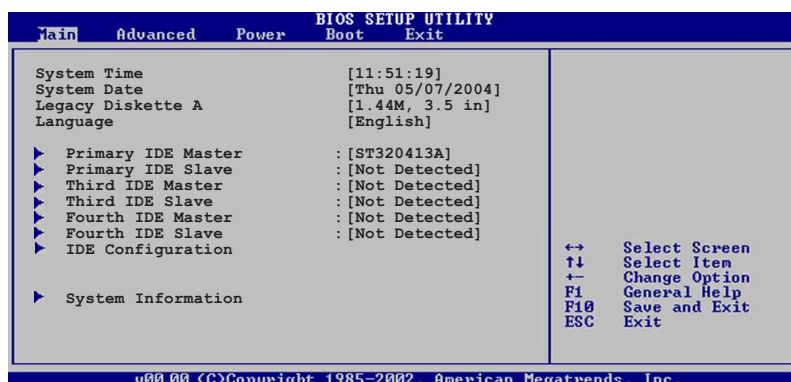 BIOS SETUP UTILITY
Main Advanced Power Boot Exit
System Time [11:51:19]
System Date [Thu 05/07/2004]
Legacy Diskette A [1.44M, 3.5 in]
Language [English]
Primary IDE Master :[ST320413A]
Primary IDE Slave :[Not Detected]
Third IDE Master :[Not Detected]
Third IDE Slave :[Not Detected]
Fourth IDE Master :[Not Detected]
Fourth IDE Slave :[Not Detected]
IDE Configuration
System Information
↔ Select Screen
↑↓ Select Item
+- Change Option
F1 General Help
F10 Save and Exit
ESC Exit
v00.00 (C)Copyright 1985-2002, American Megatrends, Inc.